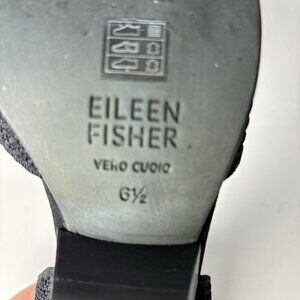 EILEEN
FISHER
VERO CUOIO
6½